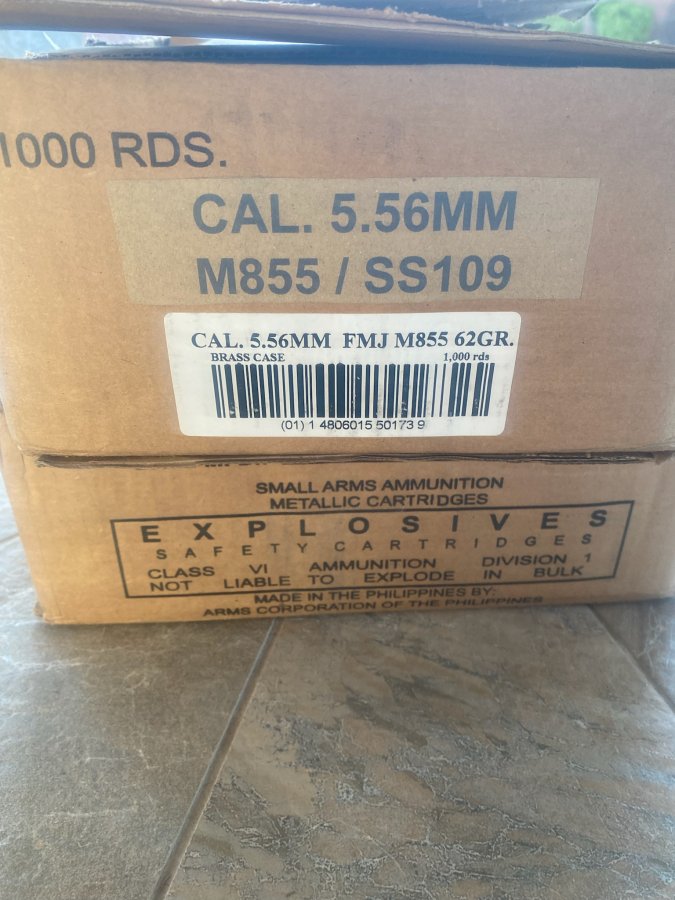 1000 RDS.
CAL. 5.56MM
M855 / SS109
CAL. 5.56MM FMJ M855 62GR.
BRASS CASE 1,000 rds
(01) 1 4806015 50173 9
SMALL ARMS AMMUNITION
METALLIC CARTRIDGES
EXPLOSIVES
SAFETY CARTRIDGES
CLASS VI AMMUNITION DIVISION 1
NOT LIABLE TO EXPLODE IN BULK
MADE IN THE PHILIPPINES BY:
ARMS CORPORATION OF THE PHILIPPINES